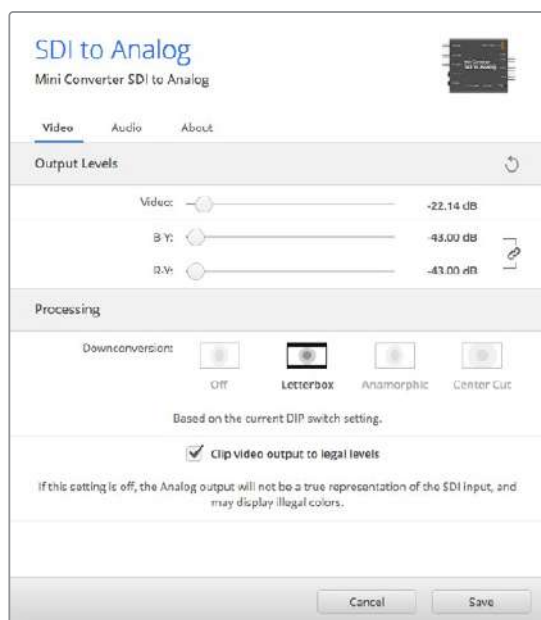 SDI to Analog
Mini Converter SDI to Analog
Video Audio About
Output Levels
Video: -22.14 dB
B-Y: -43.00 dB
R-Y: -43.00 dB
Processing
Downconversion:
Off Letterbox Anamorphic Center Cut
Based on the current DIP switch setting.
Clip video output to legal levels
If this setting is off, the Analog output will not be a true representation of the SDI input, and
may display illegal colors.
Cancel Save